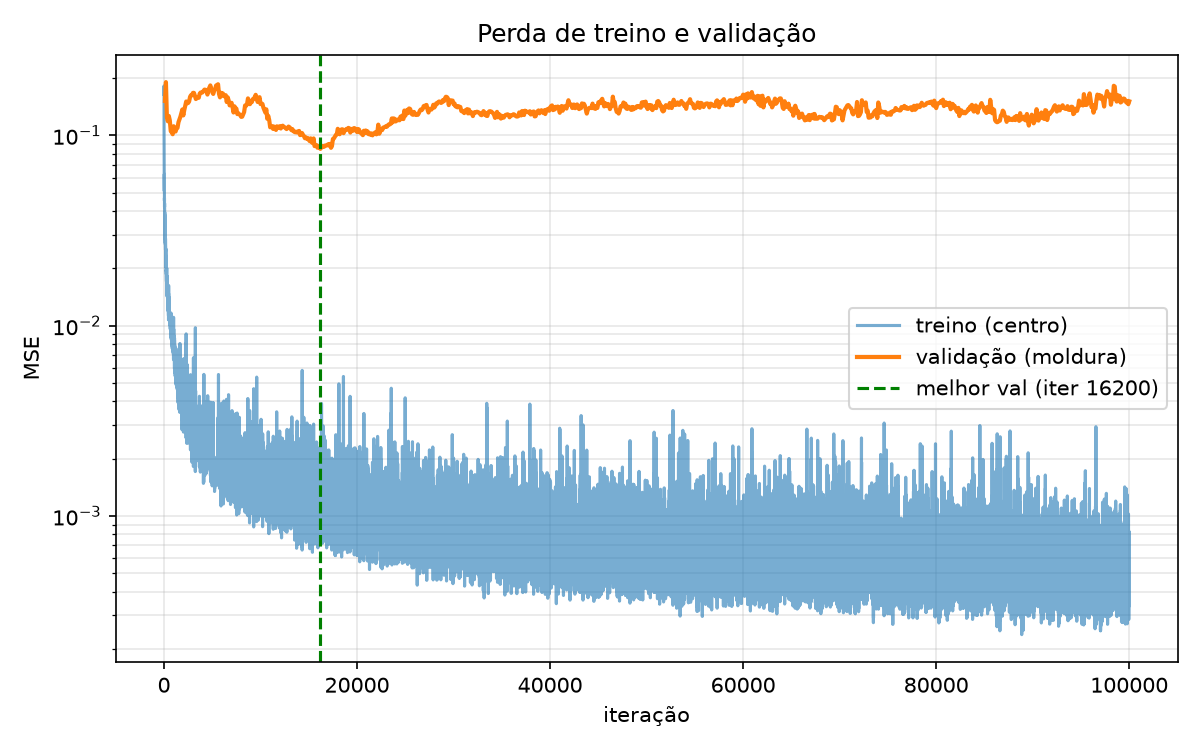 Perda de treino e validação
MSE
10⁻¹
10⁻²
10⁻³
treino (centro)
validação (moldura)
melhor val (iter 16200)
0 20000 40000 60000 80000 100000
iteração